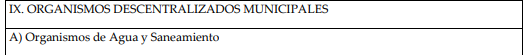 IX. ORGANISMOS DESCENTRALIZADOS MUNICIPALES
A) Organismos de Agua y Saneamiento